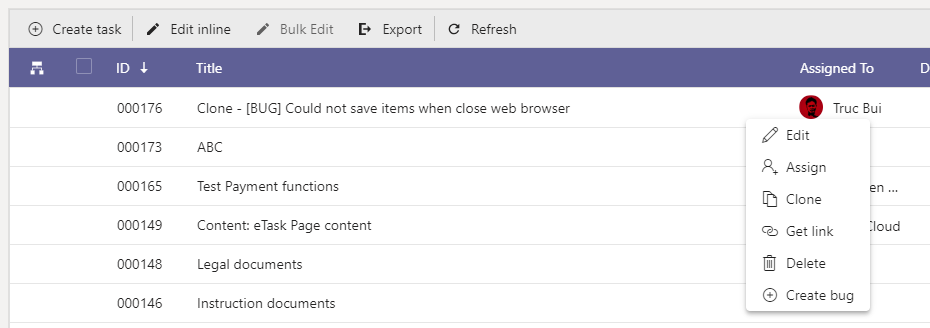 Create task Edit inline Bulk Edit Export Refresh
ID Title Assigned To D
000176 Clone - [BUG] Could not save items when close web browser Truc Bui
Edit
000173 ABC
Assign
000165 Test Payment functions en ...
Clone
000149 Content: eTask Page content Cloud
Get link
000148 Legal documents
Delete
000146 Instruction documents
Create bug